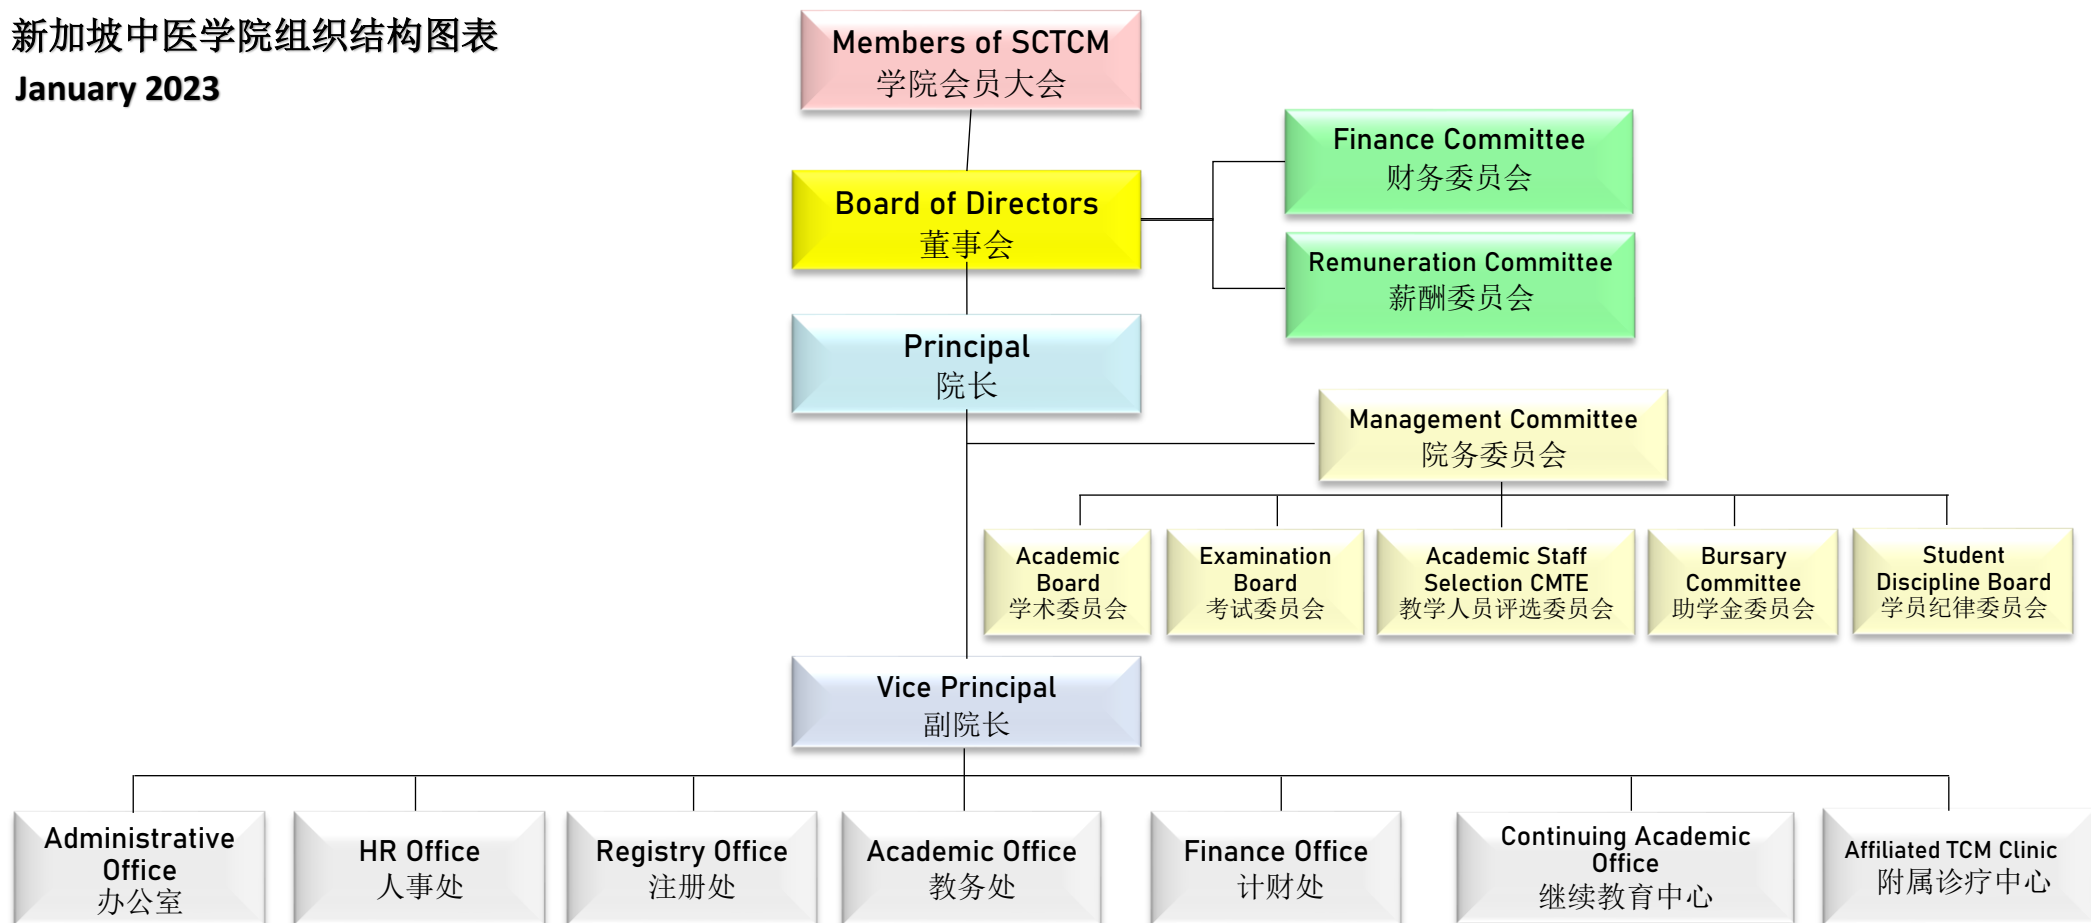 新加坡中医学院组织结构图表
January 2023
Members of SCTCM
学院会员大会
Finance Committee
财务委员会
Board of Directors
董事会
Remuneration Committee
薪酬委员会
Principal
院长
Management Committee
院务委员会
Academic
Board
学术委员会
Examination
Board
考试委员会
Academic Staff
Selection CMTE
教学人员评选委员会
Bursary
Committee
助学金委员会
Student
Discipline Board
学员纪律委员会
Vice Principal
副院长
Administrative
Office
办公室
HR Office
人事处
Registry Office
注册处
Academic Office
教务处
Finance Office
计财处
Continuing Academic
Office
继续教育中心
Affiliated TCM Clinic
附属诊疗中心